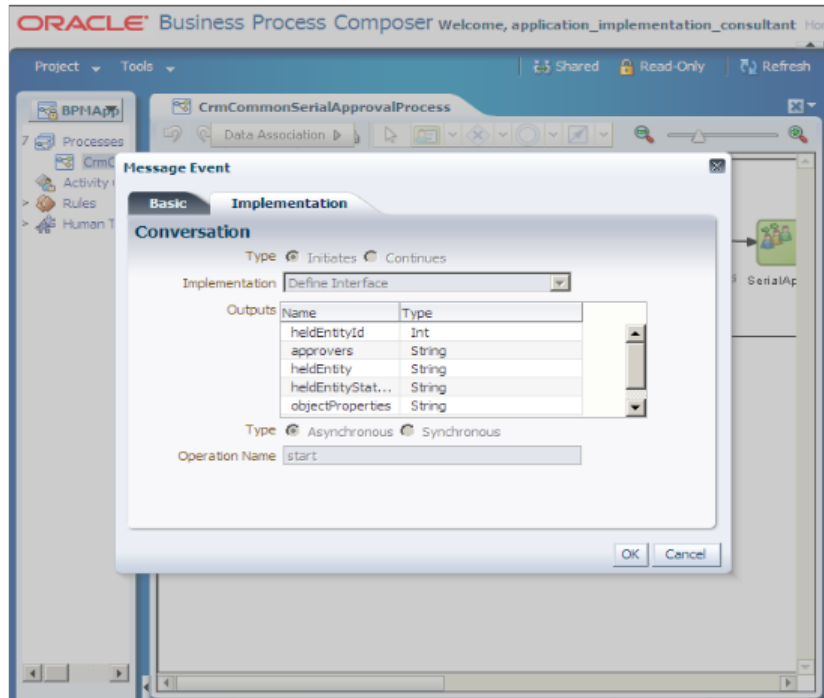 ORACLE Business Process Composer Welcome, application_implementation_consultant
Project Tools Shared Read-Only Refresh
BPMApp CrmCommonSerialApprovalProcess
Data Association
Processes
CrmC
Activity
Rules
Human T
Message Event
Basic Implementation
Conversation
Type Initiates Continues
Implementation Define Interface
Outputs Name Type
heldEntityId Int
approvers String
heldEntity String
heldEntityStat... String
objectProperties String
Type Asynchronous Synchronous
Operation Name start
OK Cancel
SerialAp